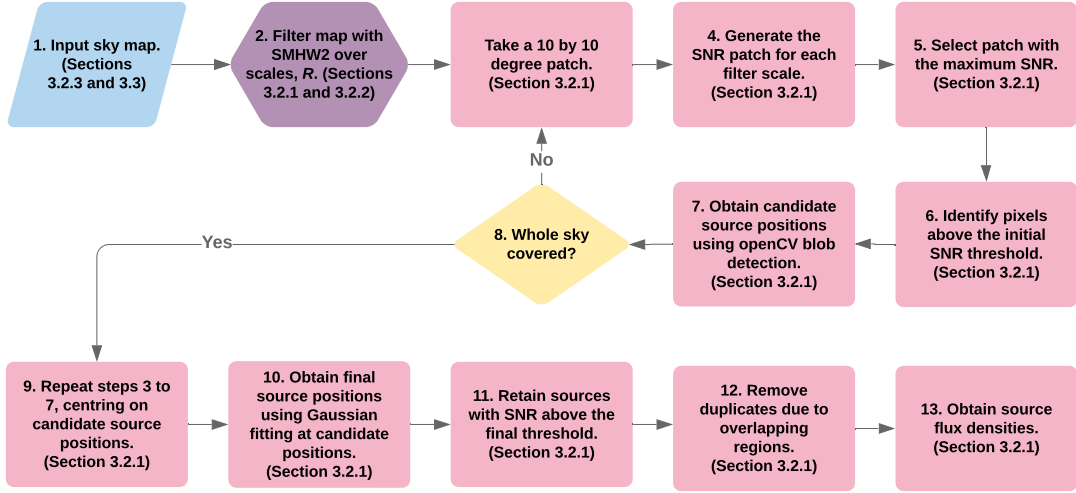 1. Input sky map.
(Sections
3.2.3 and 3.3)
2. Filter map with
SMHW2 over
scales, R. (Sections
3.2.1 and 3.2.2)
Take a 10 by 10
degree patch.
(Section 3.2.1)
4. Generate the
SNR patch for each
filter scale.
(Section 3.2.1)
5. Select patch with
the maximum SNR.
(Section 3.2.1)
6. Identify pixels
above the initial
SNR threshold.
(Section 3.2.1)
7. Obtain candidate
source positions
using openCV blob
detection.
(Section 3.2.1)
8. Whole sky
covered?
No
Yes
9. Repeat steps 3 to
7, centring on
candidate source
positions.
(Section 3.2.1)
10. Obtain final
source positions
using Gaussian
fitting at candidate
positions.
(Section 3.2.1)
11. Retain sources
with SNR above the
final threshold.
(Section 3.2.1)
12. Remove
duplicates due to
overlapping
regions.
(Section 3.2.1)
13. Obtain source
flux densities.
(Section 3.2.1)